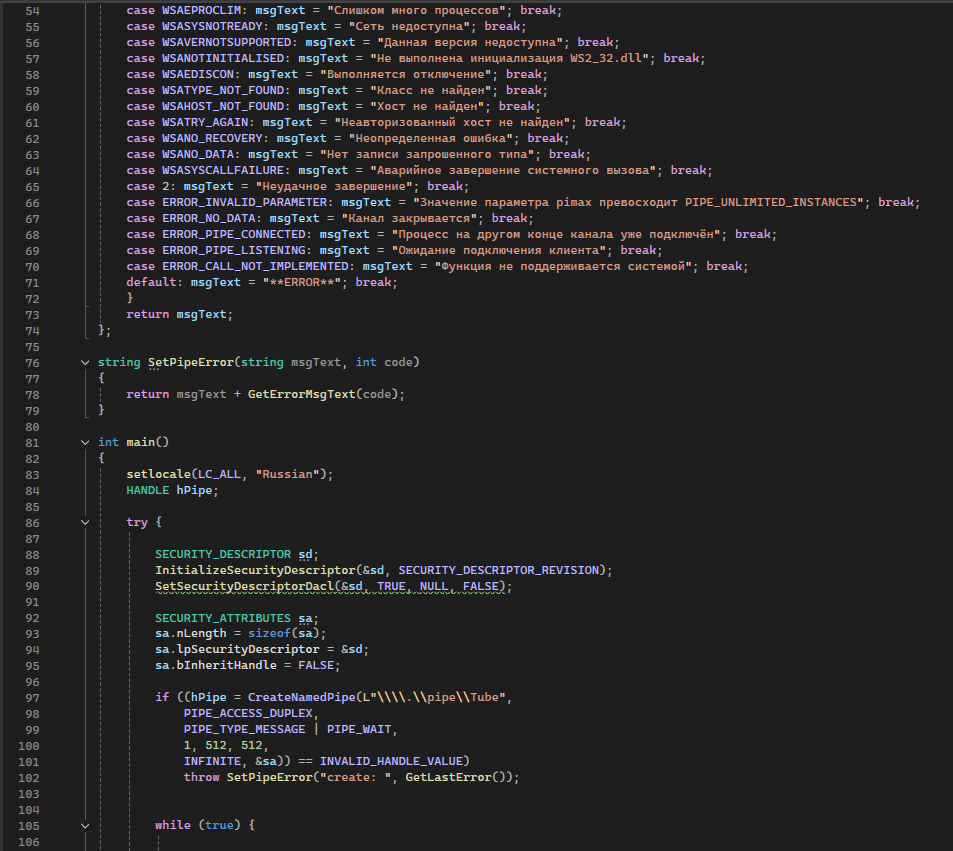 54 case WSAEPROCLIM: msgText = "Слишком много процессов"; break;
55 case WSASYSNOTREADY: msgText = "Сеть недоступна"; break;
56 case WSAVERNOTSUPPORTED: msgText = "Данная версия недоступна"; break;
57 case WSANOTINITIALISED: msgText = "Не выполнена инициализация WS2_32.dll"; break;
58 case WSAEDISCON: msgText = "Выполняется отключение"; break;
59 case WSATYPE_NOT_FOUND: msgText = "Класс не найден"; break;
60 case WSAHOST_NOT_FOUND: msgText = "Хост не найден"; break;
61 case WSATRY_AGAIN: msgText = "Неавторизованный хост не найден"; break;
62 case WSANO_RECOVERY: msgText = "Неопределенная ошибка"; break;
63 case WSANO_DATA: msgText = "Нет записи запрошенного типа"; break;
64 case WSASYSCALLFAILURE: msgText = "Аварийное завершение системного вызова"; break;
65 case 2: msgText = "Неудачное завершение"; break;
66 case ERROR_INVALID_PARAMETER: msgText = "Значение параметра pimax превосходит PIPE_UNLIMITED_INSTANCES"; break;
67 case ERROR_NO_DATA: msgText = "Канал закрывается"; break;
68 case ERROR_PIPE_CONNECTED: msgText = "Процесс на другом конце канала уже подключён"; break;
69 case ERROR_PIPE_LISTENING: msgText = "Ожидание подключения клиента"; break;
70 case ERROR_CALL_NOT_IMPLEMENTED: msgText = "Функция не поддерживается системой"; break;
71 default: msgText = "**ERROR**"; break;
72 }
73 return msgText;
74 };
75
76 string SetPipeError(string msgText, int code)
77 {
78 return msgText + GetErrorMsgText(code);
79 }
80
81 int main()
82 {
83 setlocale(LC_ALL, "Russian");
84 HANDLE hPipe;
85
86 try {
87
88 SECURITY_DESCRIPTOR sd;
89 InitializeSecurityDescriptor(&sd, SECURITY_DESCRIPTOR_REVISION);
90 SetSecurityDescriptorDacl(&sd, TRUE, NULL, FALSE);
91
92 SECURITY_ATTRIBUTES sa;
93 sa.nLength = sizeof(sa);
94 sa.lpSecurityDescriptor = &sd;
95 sa.bInheritHandle = FALSE;
96
97 if ((hPipe = CreateNamedPipe(L"\\\\.\\pipe\\Tube",
98 PIPE_ACCESS_DUPLEX,
99 PIPE_TYPE_MESSAGE | PIPE_WAIT,
100 1, 512, 512,
101 INFINITE, &sa)) == INVALID_HANDLE_VALUE)
102 throw SetPipeError("create: ", GetLastError());
103
104
105 while (true) {
106